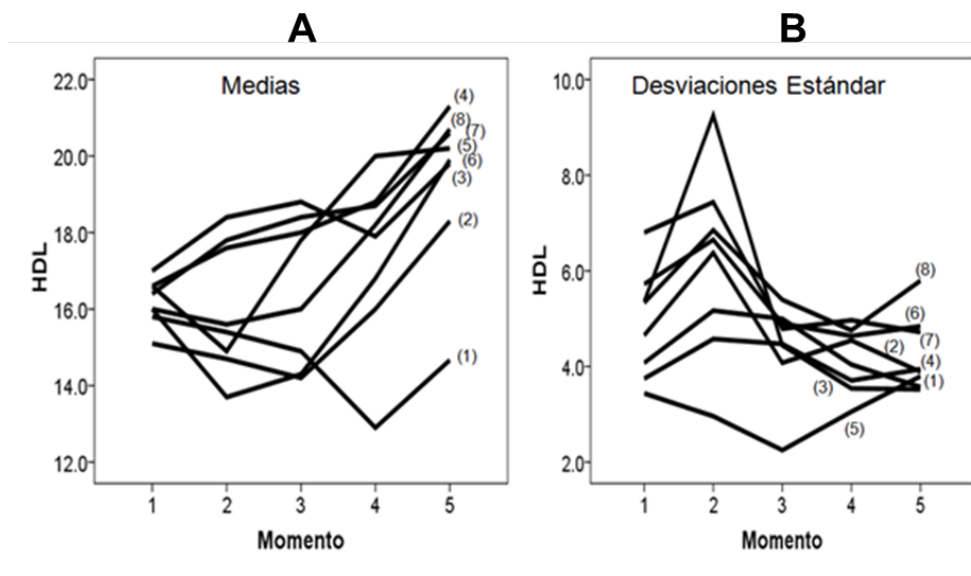 A
B
Medias
Desviaciones Estándar
HDL
22.0
20.0
18.0
16.0
14.0
12.0
(4)
(8)
(7)
(5)
(6)
(3)
(2)
(1)
1 2 3 4 5
Momento
HDL
10.0
8.0
6.0
4.0
2.0
(8)
(6)
(7)
(2)
(4)
(1)
(3)
(5)
1 2 3 4 5
Momento